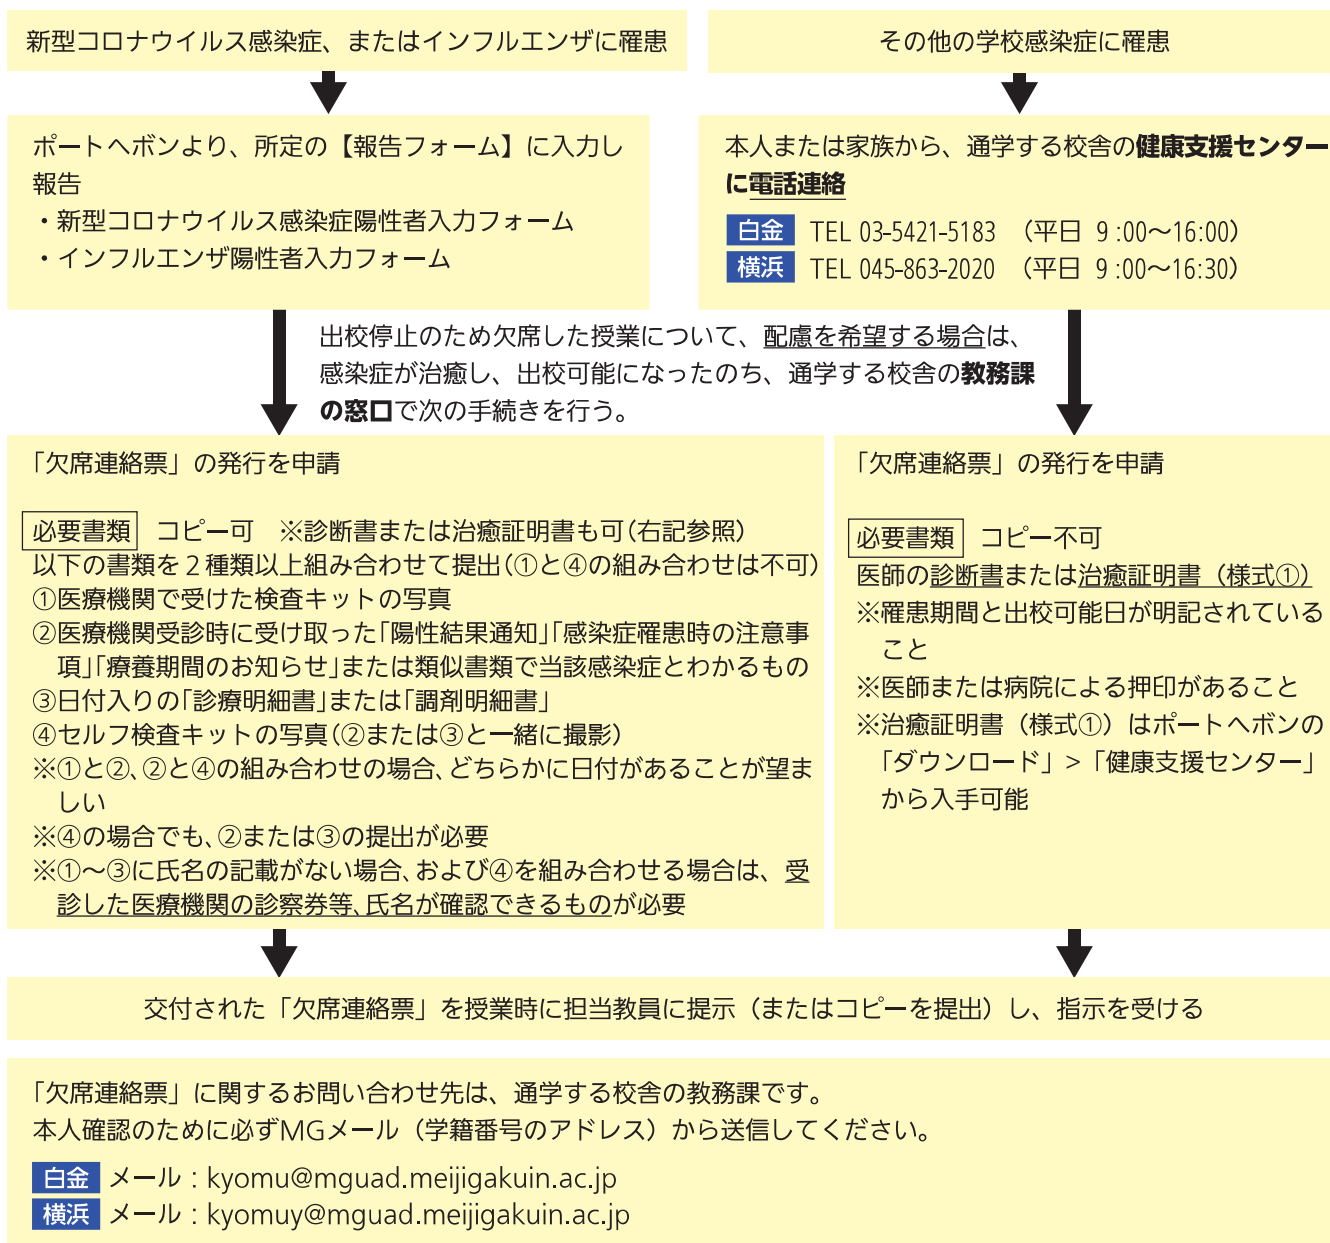 新型コロナウイルス感染症、またはインフルエンザに罹患
ポートヘボンより、所定の【報告フォーム】に入力し
報告
・新型コロナウイルス感染症陽性者入力フォーム
・インフルエンザ陽性者入力フォーム
その他の学校感染症に罹患
本人または家族から、通学する校舎の健康支援センター
に電話連絡
白金 TEL 03-5421-5183 （平日 9:00〜16:00）
横浜 TEL 045-863-2020 （平日 9:00〜16:30）
出校停止のため欠席した授業について、配慮を希望する場合は、
感染症が治癒し、出校可能になったのち、通学する校舎の教務課
の窓口で次の手続きを行う。
「欠席連絡票」の発行を申請
必要書類 コピー可 ※診断書または治癒証明書も可（右記参照）
以下の書類を２種類以上組み合わせて提出（①と④の組み合わせは不可）
①医療機関で受けた検査キットの写真
②医療機関受診時に受け取った「陽性結果通知」「感染症罹患時の注意事
項」「療養期間のお知らせ」または類似書類で当該感染症とわかるもの
③日付入りの「診療明細書」または「調剤明細書」
④セルフ検査キットの写真（②または③と一緒に撮影）
※①と②、②と④の組み合わせの場合、どちらかに日付があることが望ま
しい
※④の場合でも、②または③の提出が必要
※①〜③に氏名の記載がない場合、および④を組み合わせる場合は、受
診した医療機関の診察券等、氏名が確認できるものが必要
「欠席連絡票」の発行を申請
必要書類 コピー不可
医師の診断書または治癒証明書（様式①）
※罹患期間と出校可能日が明記されている
こと
※医師または病院による押印があること
※治癒証明書（様式①）はポートヘボンの
「ダウンロード」>「健康支援センター」
から入手可能
交付された「欠席連絡票」を授業時に担当教員に提示（またはコピーを提出）し、指示を受ける
「欠席連絡票」に関するお問い合わせ先は、通学する校舎の教務課です。
本人確認のために必ずMGメール（学籍番号のアドレス）から送信してください。
白金 メール：kyomu@mguad.meijigakuin.ac.jp
横浜 メール：kyomuy@mguad.meijigakuin.ac.jp